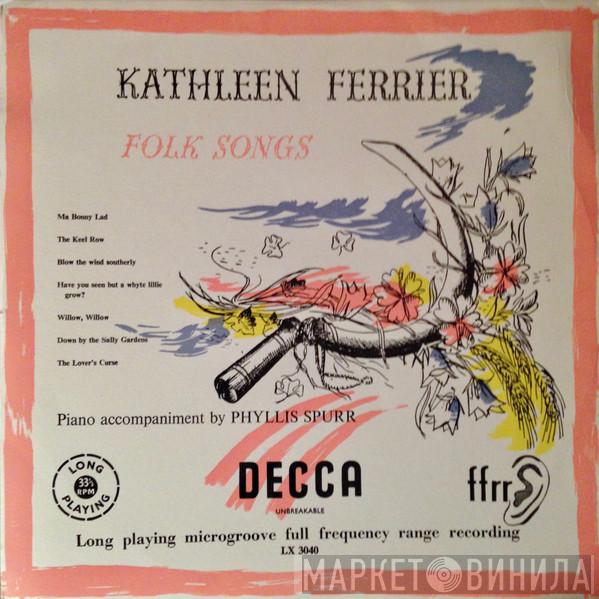 KATHLEEN FERRIER
FOLK SONGS
Ma Bonny Lad
The Keel Row
Blow the wind southerly
Have you seen but a whyte lillie
grow?
Willow, Willow
Down by the Sally Gardens
The Lover's Curse
Piano accompaniment by PHYLLIS SPURR
LONG
33⅓
RPM
PLAYING
DECCA
UNBREAKABLE
ffrr
Long playing microgroove full frequency range recording
LX 3040
МАРКЕТ ВИНИЛА